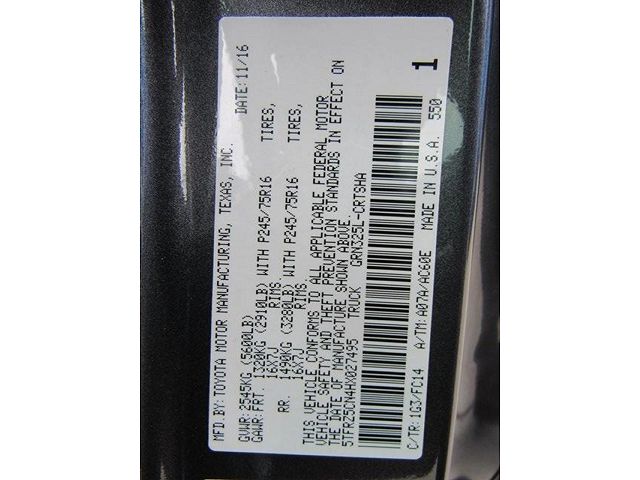 MFD. BY: TOYOTA MOTOR MANUFACTURING, TEXAS, INC. DATE: 11/16
GVWR: 2545KG (5600LB)
GAWR: FRT. 1320KG (2910LB) WITH P245/75R16 TIRES,
16X7J RIMS.
RR. 1490KG (3280LB) WITH P245/75R16 TIRES,
16X7J RIMS.
THIS VEHICLE CONFORMS TO ALL APPLICABLE FEDERAL MOTOR
VEHICLE SAFETY AND THEFT PREVENTION STANDARDS IN EFFECT ON
THE DATE OF MANUFACTURE SHOWN ABOVE.
5TFRZ5CN4HX027495 TRUCK GRN325L-CRTSHA
1
C/TR: 1G3/FC14 A/TM: A07A/AC60E MADE IN U.S.A. 550